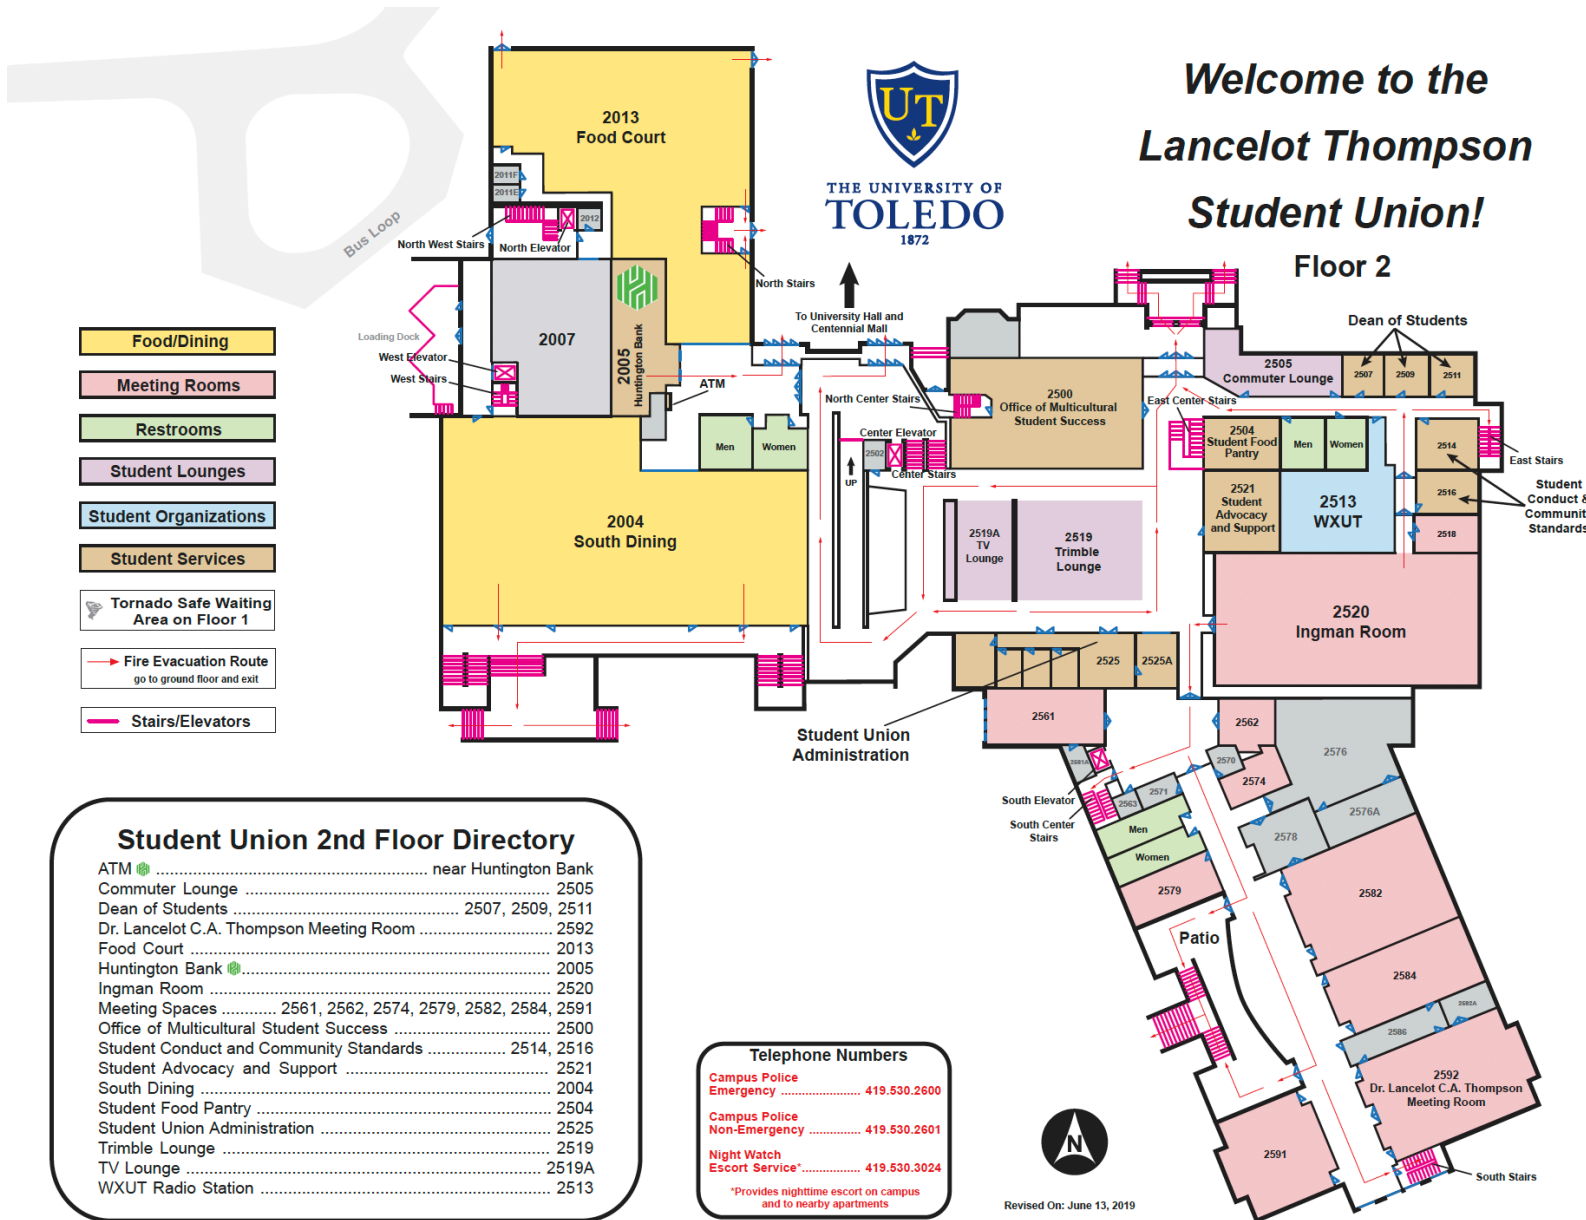 Welcome to the
Lancelot Thompson
Student Union!
Floor 2
UT
THE UNIVERSITY OF
TOLEDO
1872
2013
Food Court
2011F
2011E
2012
North West Stairs
North Elevator
North Stairs
Bus Loop
Loading Dock
West Elevator
West Stairs
2007
2005
Huntington Bank
ATM
To University Hall and
Centennial Mall
Men
Women
2004
South Dining
North Center Stairs
Center Elevator
2502
Center Stairs
UP
2500
Office of Multicultural
Student Success
East Center Stairs
2505
Commuter Lounge
Dean of Students
2507
2509
2511
2504
Student Food
Pantry
Men
Women
2514
East Stairs
2521
Student
Advocacy
and Support
2513
WXUT
2516
Student
Conduct &
Community
Standards
2518
2519A
TV
Lounge
2519
Trimble
Lounge
2520
Ingman Room
2525
2525A
Student Union
Administration
2561
2562
2576
2561A
2570
2574
South Elevator
2563
2571
South Center
Stairs
2576A
2578
Men
Women
2579
2582
Patio
2584
2582A
2586
2592
Dr. Lancelot C.A. Thompson
Meeting Room
2591
South Stairs
Food/Dining
Meeting Rooms
Restrooms
Student Lounges
Student Organizations
Student Services
Tornado Safe Waiting
Area on Floor 1
Fire Evacuation Route
go to ground floor and exit
Stairs/Elevators
Student Union 2nd Floor Directory
ATM ........ near Huntington Bank
Commuter Lounge ........ 2505
Dean of Students ........ 2507, 2509, 2511
Dr. Lancelot C.A. Thompson Meeting Room ........ 2592
Food Court ........ 2013
Huntington Bank ........ 2005
Ingman Room ........ 2520
Meeting Spaces ........ 2561, 2562, 2574, 2579, 2582, 2584, 2591
Office of Multicultural Student Success ........ 2500
Student Conduct and Community Standards ........ 2514, 2516
Student Advocacy and Support ........ 2521
South Dining ........ 2004
Student Food Pantry ........ 2504
Student Union Administration ........ 2525
Trimble Lounge ........ 2519
TV Lounge ........ 2519A
WXUT Radio Station ........ 2513
Telephone Numbers
Campus Police
Emergency ........ 419.530.2600
Campus Police
Non-Emergency ........ 419.530.2601
Night Watch
Escort Service* ........ 419.530.3024
*Provides nighttime escort on campus
and to nearby apartments
N
Revised On: June 13, 2019